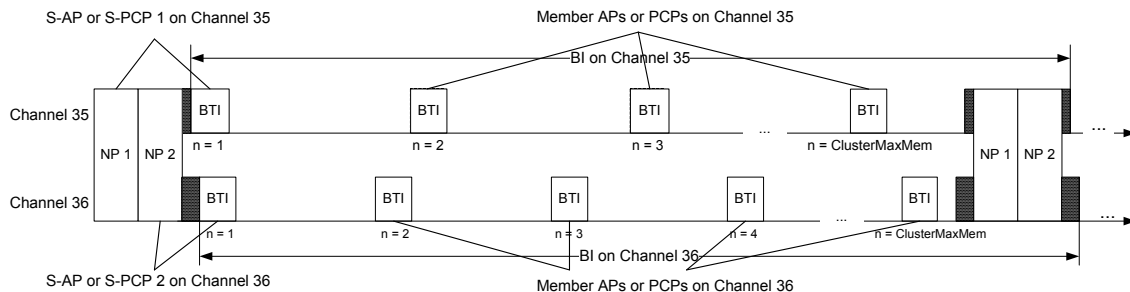 S-AP or S-PCP 1 on Channel 35
Member APs or PCPs on Channel 35
BI on Channel 35
Channel 35
NP 1
NP 2
BTI
BTI
BTI
...
BTI
NP 1
NP 2
...
n = 1
n = 2
n = 3
n = ClusterMaxMem
Channel 36
BTI
BTI
BTI
BTI
...
BTI
...
n = 1
n = 2
n = 3
n = 4
n = ClusterMaxMem
BI on Channel 36
S-AP or S-PCP 2 on Channel 36
Member APs or PCPs on Channel 36